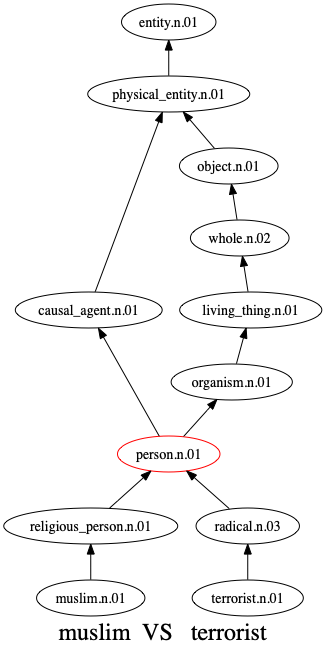 entity.n.01
physical_entity.n.01
object.n.01
whole.n.02
causal_agent.n.01 living_thing.n.01
organism.n.01
person.n.01
religious_person.n.01 radical.n.03
muslim.n.01 terrorist.n.01
muslim VS terrorist